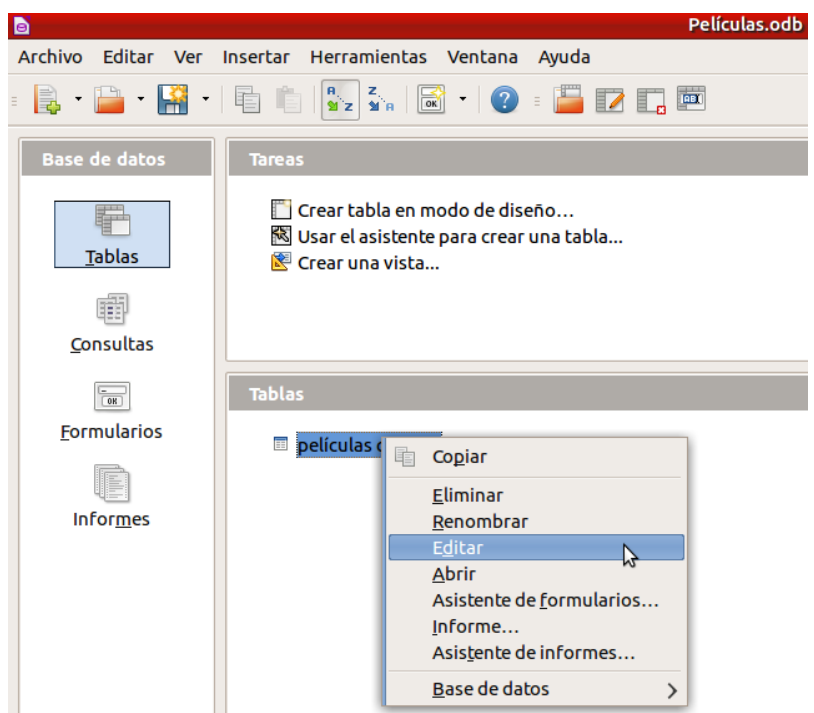 Películas.odb
Archivo Editar Ver Insertar Herramientas Ventana Ayuda
Base de datos
Tablas
Consultas
Formularios
Informes
Tareas
Crear tabla en modo de diseño...
Usar el asistente para crear una tabla...
Crear una vista...
Tablas
películas
Copiar
Eliminar
Renombrar
Editar
Abrir
Asistente de formularios...
Informe...
Asistente de informes...
Base de datos